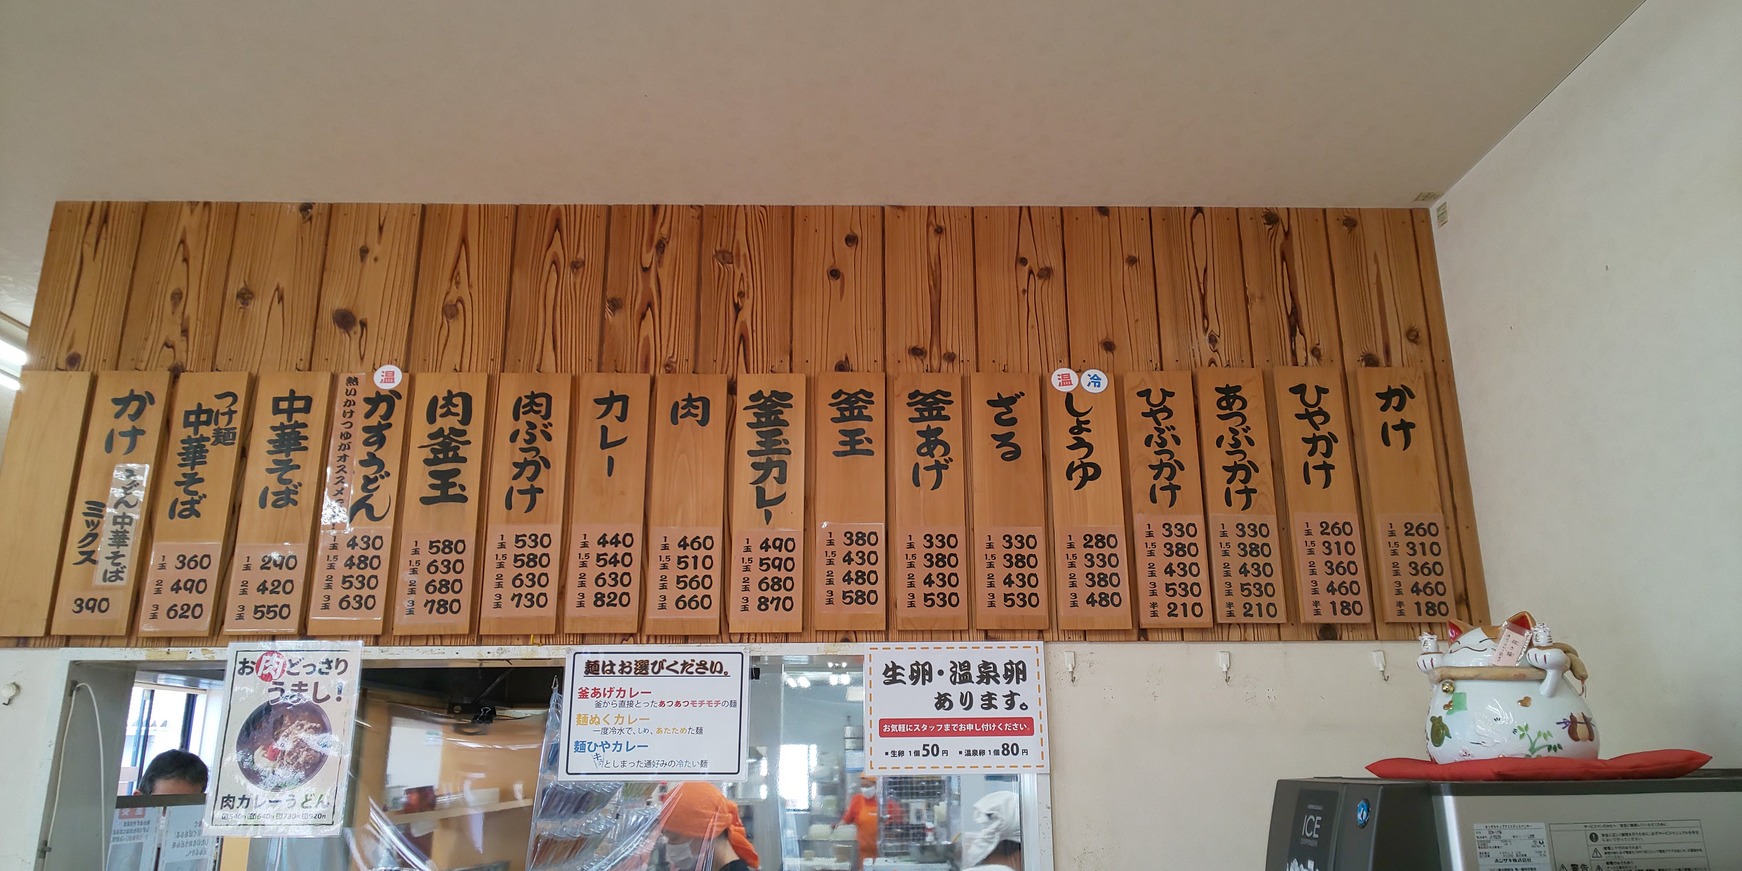 かけ
1玉 260
1.5玉 310
2玉 360
3玉 460
半玉 180
ひやかけ
1玉 260
1.5玉 310
2玉 360
3玉 460
半玉 180
あつぶっかけ
1玉 330
1.5玉 380
2玉 430
3玉 530
半玉 210
ひやぶっかけ
1玉 330
1.5玉 380
2玉 430
3玉 530
半玉 210
温 冷
しょうゆ
1玉 280
1.5玉 330
2玉 380
3玉 480
ざる
1玉 330
1.5玉 380
2玉 430
3玉 530
釜あげ
1玉 330
1.5玉 380
2玉 430
3玉 530
釜玉
1玉 380
1.5玉 430
2玉 480
3玉 580
釜玉カレー
1玉 490
1.5玉 590
2玉 680
3玉 870
肉
1玉 460
1.5玉 510
2玉 560
3玉 660
カレー
1玉 440
1.5玉 540
2玉 630
3玉 820
肉ぶっかけ
1玉 530
1.5玉 580
2玉 630
3玉 730
肉釜玉
1玉 580
1.5玉 630
2玉 680
3玉 780
温
かすうどん
熱いかけつゆがオススメ
1玉 430
1.5玉 480
2玉 530
3玉 630
中華そば
1玉 290
2玉 420
3玉 550
つけ麺
中華そば
1玉 360
2玉 490
3玉 620
かけ
うどん中華そば
ミックス
390
お肉どっさり
うまし!
肉カレーうどん
麺はお選びください。
釜あげカレー
釜から直接とったあつあつモチモチの麺
麺ぬくカレー
一度冷水で、しめ、あたためた麺
麺ひやカレー
キリッとしまった通好みの冷たい麺
生卵・温泉卵
あります。
お気軽にスタッフまでお申し付けください。
■生卵 1個50円 ■温泉卵 1個80円
ICE
ホシザキ株式会社
警告